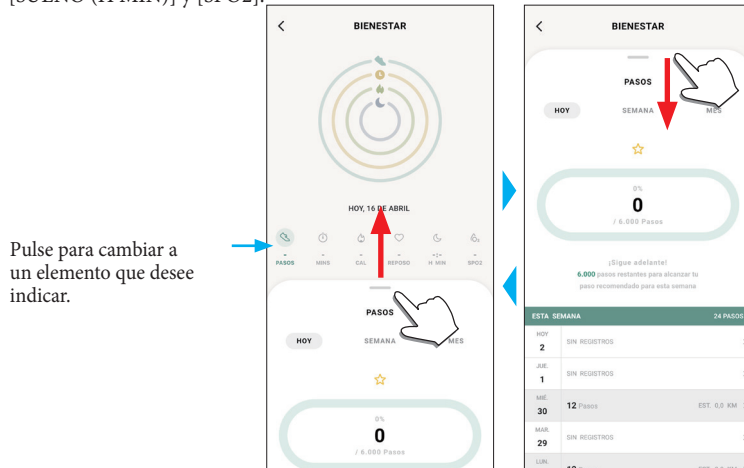 [SUEÑO (H MIN)] y [SPO2].
Pulse para cambiar a
un elemento que desee
indicar.
BIENESTAR
HOY, 16 DE ABRIL
PASOS MINS CAL REPOSO H MIN SPO2
- - - - -:- -
PASOS
HOY SEMANA MES
0%
0
/ 6.000 Pasos
BIENESTAR
PASOS
HOY SEMANA MES
0%
0
/ 6.000 Pasos
¡Sigue adelante!
6.000 pasos restantes para alcanzar tu
paso recomendado para esta semana
ESTA SEMANA 24 PASOS
HOY
2 SIN REGISTROS
JUE.
1 SIN REGISTROS
MIÉ.
30 12 Pasos EST. 0,0 KM
MAR.
29 SIN REGISTROS
LUN.